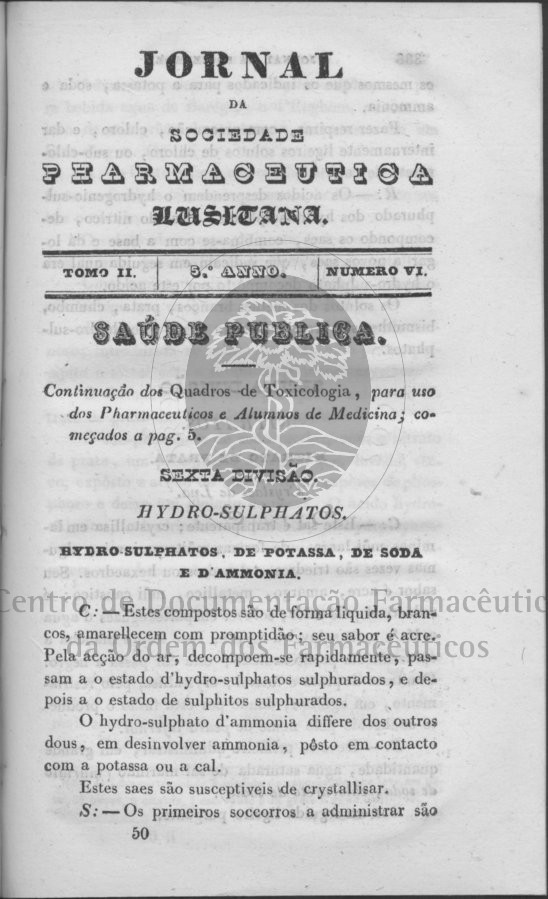 JORNAL
DA
SOCIEDADE
PHARMACEUTICA
LUSITANA.
TOMO II. 5.º ANNO. NUMERO VI.
SAÚDE PUBLICA.
Continuação dos Quadros de Toxicologia, para uso
dos Pharmaceuticos e Alumnos de Medicina; co-
meçados a pag. 5.
SEXTA DIVISÃO.
HYDRO-SULPHATOS.
HYDRO-SULPHATOS, DE POTASSA, DE SODA
E D'AMMONIA.
C: — Estes compostos são de fórma liquida, bran-
cos, amarellecem com promptidão; seu sabor é acre.
Pela acção do ar, decompoem-se rapidamente, pas-
sam a o estado d'hydro-sulphatos sulphurados, e de-
pois a o estado de sulphitos sulphurados.
O hydro-sulphato d'ammonia differe dos outros
dous, em desinvolver ammonia, pôsto em contacto
com a potassa ou a cal.
Estes saes são susceptiveis de crystallisar.
S: — Os primeiros soccorros a administrar são
50
Centro de Documentação Farmacêutic
da Ordem dos Farmacêuticos